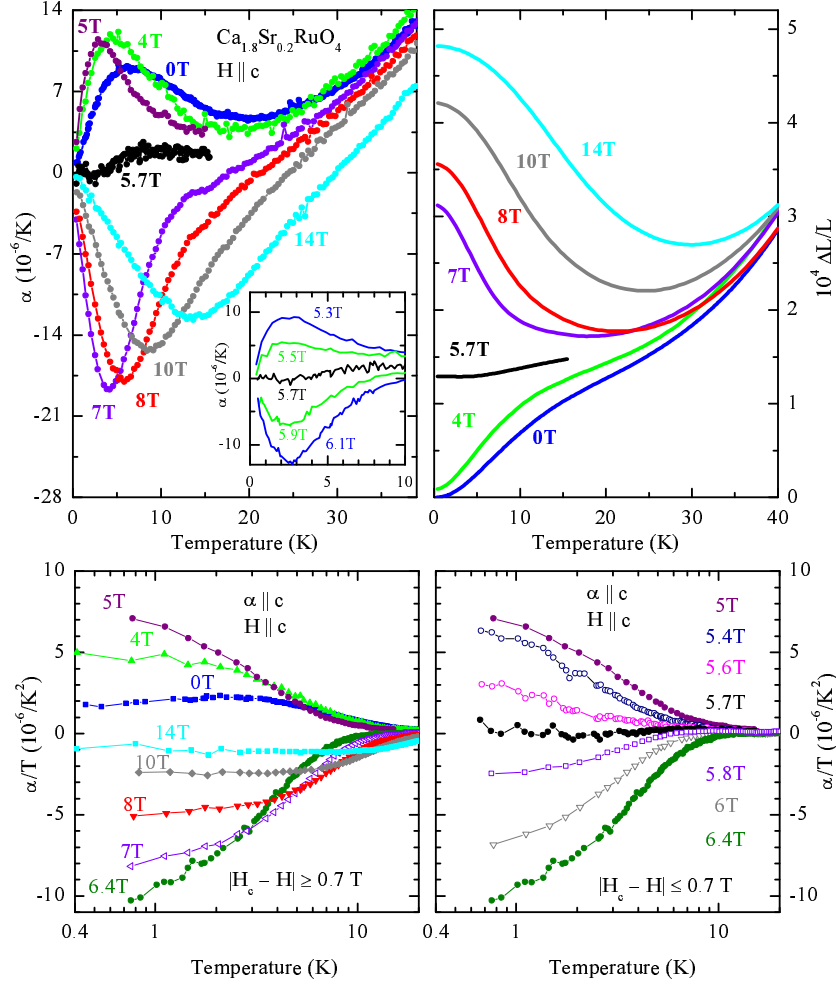 14
7
0
-7
-14
-21
-28
α (10⁻⁶/K)
5T
4T
0T
Ca₁.₈Sr₀.₂RuO₄
H || c
5.7T
14T
10T
8T
7T
0
10
20
30
Temperature (K)
10
0
-10
α (10⁻⁶/K)
5.3T
5.5T
5.7T
5.9T
6.1T
0
5
10
14T
10T
8T
7T
5.7T
4T
0T
5
4
3
2
1
0
10⁴ ΔL/L
0
10
20
30
40
Temperature (K)
10
5
0
-5
-10
α/T (10⁻⁶/K²)
5T
4T
0T
14T
10T
8T
7T
6.4T
α || c
H || c
|H_c − H| ≥ 0.7 T
0.4
1
10
Temperature (K)
α || c
H || c
5T
5.4T
5.6T
5.7T
5.8T
6T
6.4T
|H_c − H| ≤ 0.7 T
10
5
0
-5
-10
α/T (10⁻⁶/K²)
0.4
1
10
Temperature (K)